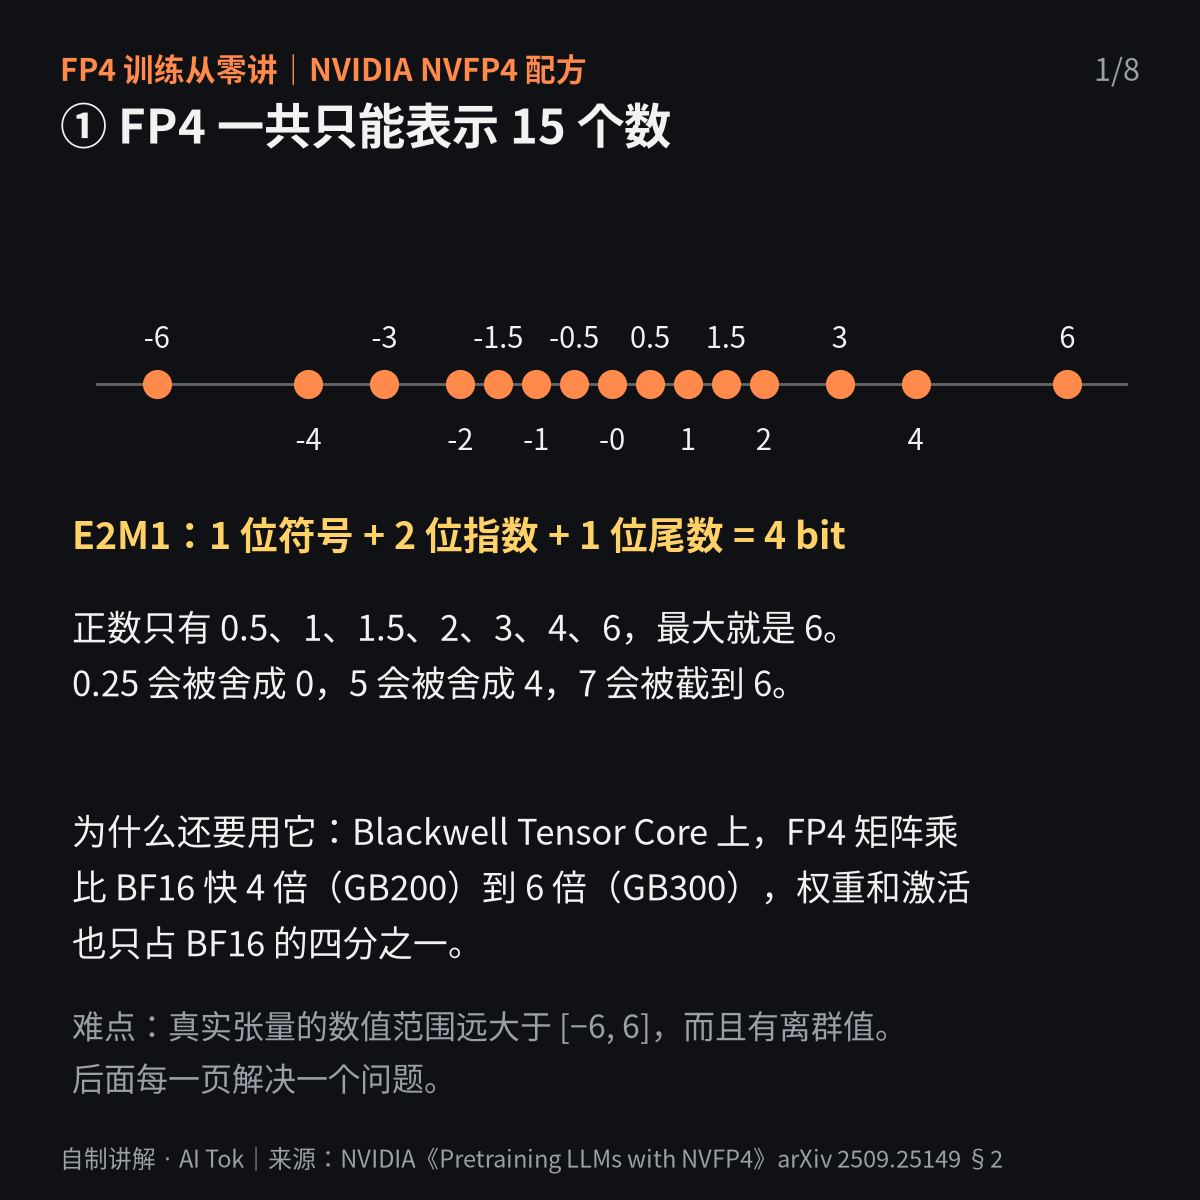 FP4 训练从零讲｜NVIDIA NVFP4 配方
1/8
① FP4 一共只能表示 15 个数
-6 -3 -1.5 -0.5 0.5 1.5 3 6
-4 -2 -1 -0 1 2 4
E2M1：1 位符号 + 2 位指数 + 1 位尾数 = 4 bit
正数只有 0.5、1、1.5、2、3、4、6，最大就是 6。
0.25 会被舍成 0，5 会被舍成 4，7 会被截到 6。
为什么还要用它：Blackwell Tensor Core 上，FP4 矩阵乘
比 BF16 快 4 倍（GB200）到 6 倍（GB300），权重和激活
也只占 BF16 的四分之一。
难点：真实张量的数值范围远大于 [−6, 6]，而且有离群值。
后面每一页解决一个问题。
自制讲解 · AI Tok｜来源：NVIDIA《Pretraining LLMs with NVFP4》arXiv 2509.25149 §2